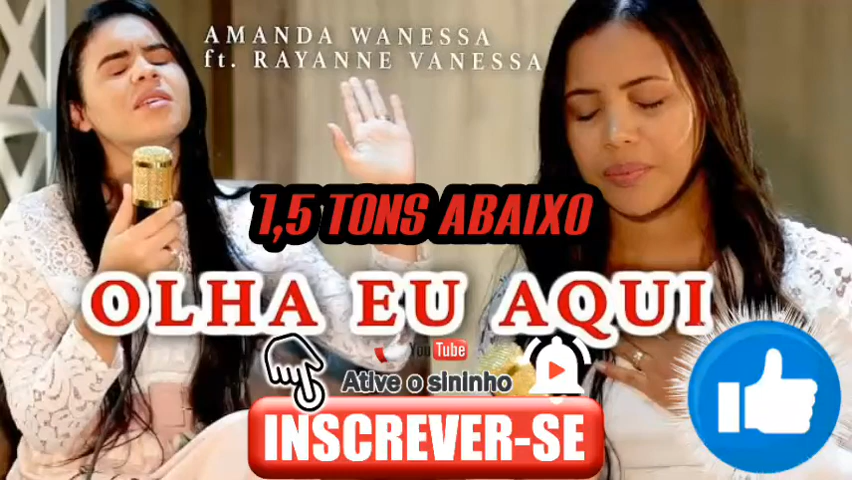 AMANDA WANESSA
ft. RAYANNE VANESSA
1,5 TONS ABAIXO
OLHA EU AQUI
YouTube
Ative o sininho
INSCREVER-SE